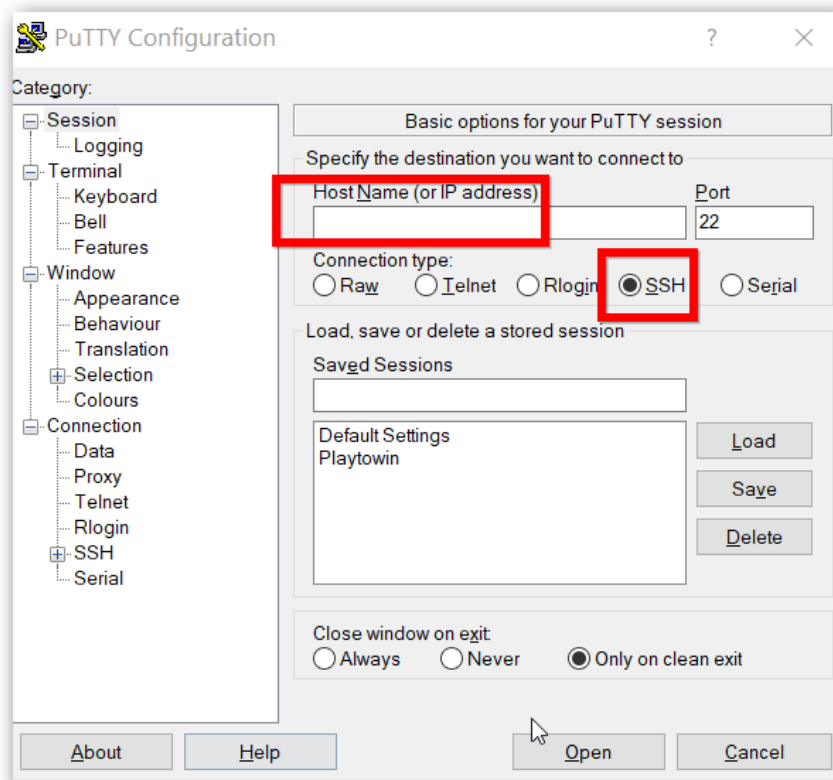 PuTTY Configuration
?
Category:
Session
Logging
Terminal
Keyboard
Bell
Features
Window
Appearance
Behaviour
Translation
Selection
Colours
Connection
Data
Proxy
Telnet
Rlogin
SSH
Serial
Basic options for your PuTTY session
Specify the destination you want to connect to
Host Name (or IP address) Port
22
Connection type:
Raw Telnet Rlogin SSH Serial
Load, save or delete a stored session
Saved Sessions
Default Settings
Playtowin
Load
Save
Delete
Close window on exit:
Always Never Only on clean exit
About Help Open Cancel